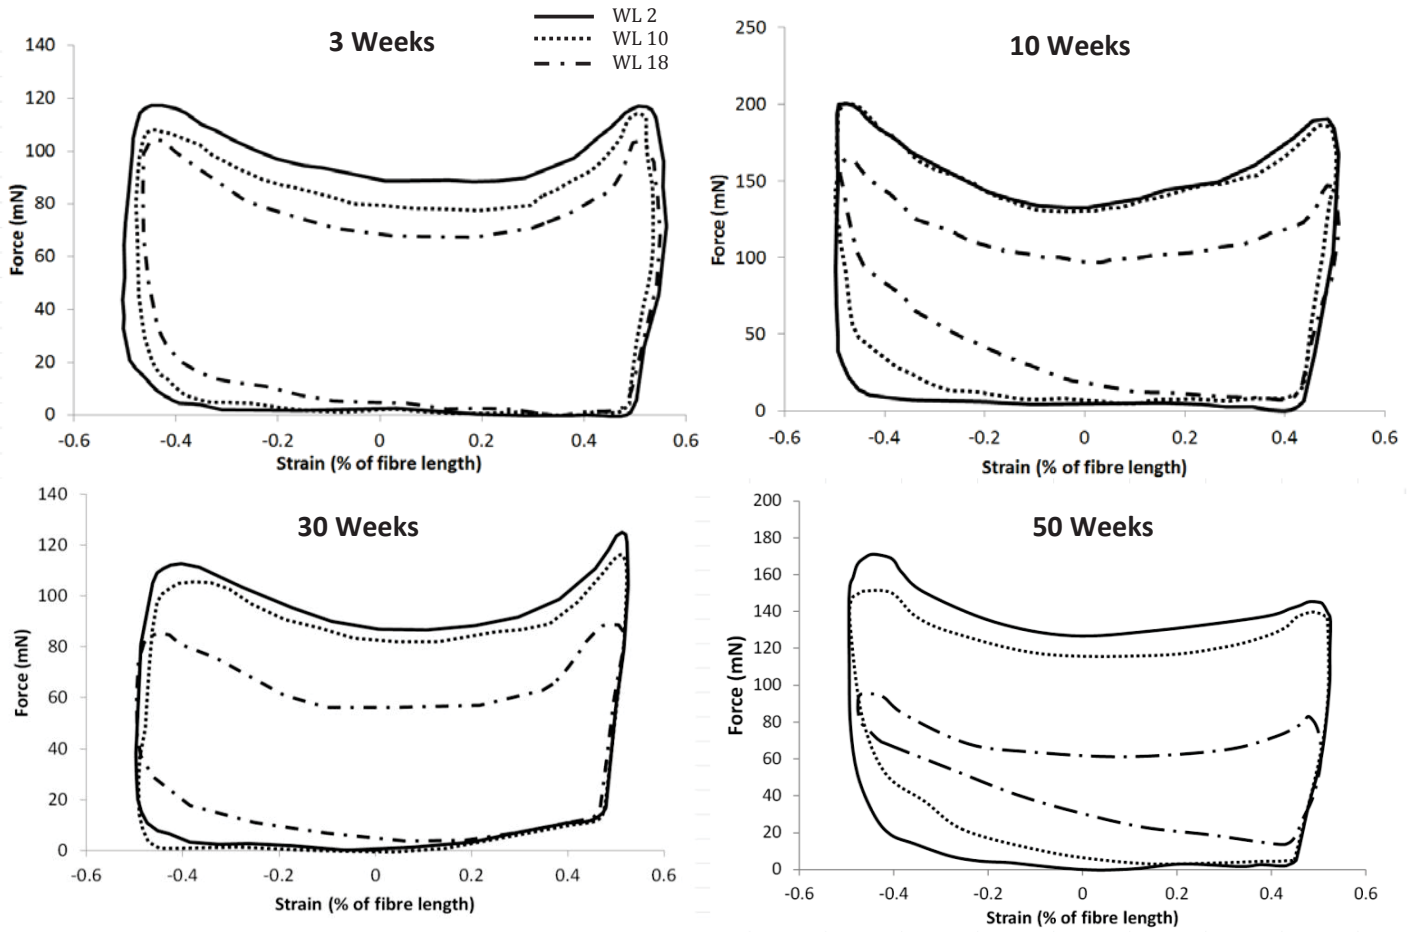 WL 2
WL 10
WL 18
3 Weeks
140
120
100
80
60
40
20
0
Force (mN)
-0.6 -0.4 -0.2 0 0.2 0.4 0.6
Strain (% of fibre length)
10 Weeks
250
200
150
100
50
0
Force (mN)
-0.6 -0.4 -0.2 0 0.2 0.4 0.6
Strain (% of fibre length)
30 Weeks
140
120
100
80
60
40
20
0
Force (mN)
-0.6 -0.4 -0.2 0 0.2 0.4 0.6
Strain (% of fibre length)
50 Weeks
200
180
160
140
120
100
80
60
40
20
0
Force (mN)
-0.6 -0.4 -0.2 0 0.2 0.4 0.6
Strain (% of fibre length)